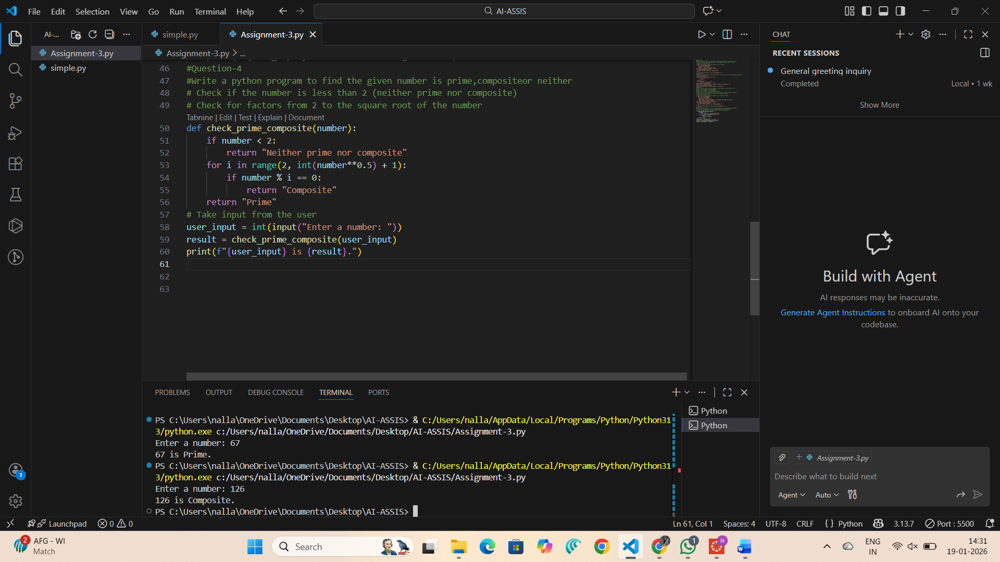 File Edit Selection View Go Run Terminal Help
AI-ASSIS
AI-...
Assignment-3.py
simple.py
simple.py
Assignment-3.py
Assignment-3.py > ...
46 #Question-4
47 #Write a python program to find the given number is prime,compositeor neither
48 # Check if the number is less than 2 (neither prime nor composite)
49 # Check for factors from 2 to the square root of the number
Tabnine | Edit | Test | Explain | Document
50 def check_prime_composite(number):
51 if number < 2:
52 return "Neither prime nor composite"
53 for i in range(2, int(number**0.5) + 1):
54 if number % i == 0:
55 return "Composite"
56 return "Prime"
57 # Take input from the user
58 user_input = int(input("Enter a number: "))
59 result = check_prime_composite(user_input)
60 print(f"{user_input} is {result}.")
61
62
63
PROBLEMS OUTPUT DEBUG CONSOLE TERMINAL PORTS
PS C:\Users\nalla\OneDrive\Documents\Desktop\AI-ASSIS> & C:/Users/nalla/AppData/Local/Programs/Python/Python31
3/python.exe c:/Users/nalla/OneDrive/Documents/Desktop/AI-ASSIS/Assignment-3.py
Enter a number: 67
67 is Prime.
PS C:\Users\nalla\OneDrive\Documents\Desktop\AI-ASSIS> & C:/Users/nalla/AppData/Local/Programs/Python/Python31
3/python.exe c:/Users/nalla/OneDrive/Documents/Desktop/AI-ASSIS/Assignment-3.py
Enter a number: 126
126 is Composite.
PS C:\Users\nalla\OneDrive\Documents\Desktop\AI-ASSIS>
Python
Python
CHAT
RECENT SESSIONS
General greeting inquiry
Completed Local • 1 wk
Show More
Build with Agent
AI responses may be inaccurate.
Generate Agent Instructions to onboard AI onto your
codebase.
Assignment-3.py
Describe what to build next
Agent Auto
1
Launchpad 0 0 Ln 61, Col 1 Spaces: 4 UTF-8 CRLF Python 3.13.7 Port : 5500
2
AFG - WI
Match
Search
1
N
ENG
IN
14:31
19-01-2026